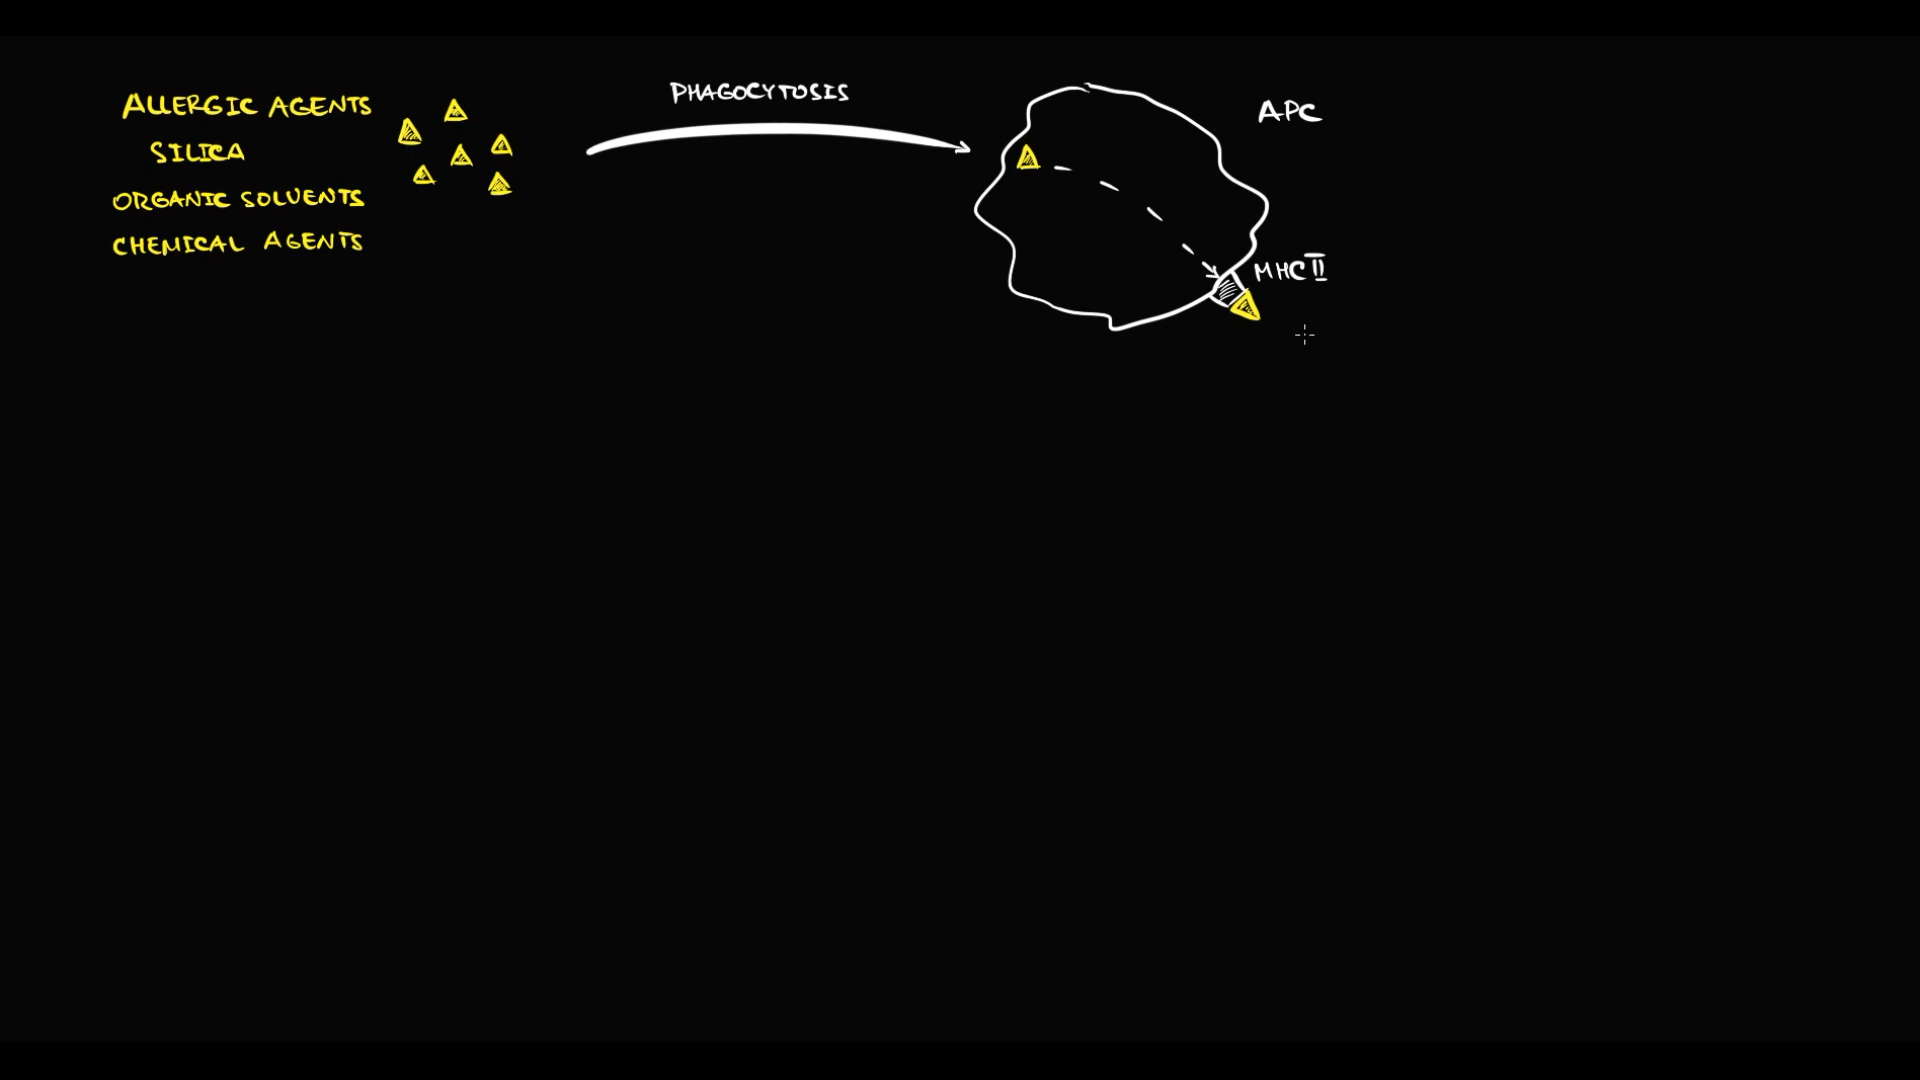 ALLERGIC AGENTS
SILICA
ORGANIC SOLVENTS
CHEMICAL AGENTS
PHAGOCYTOSIS
APC
MHC II